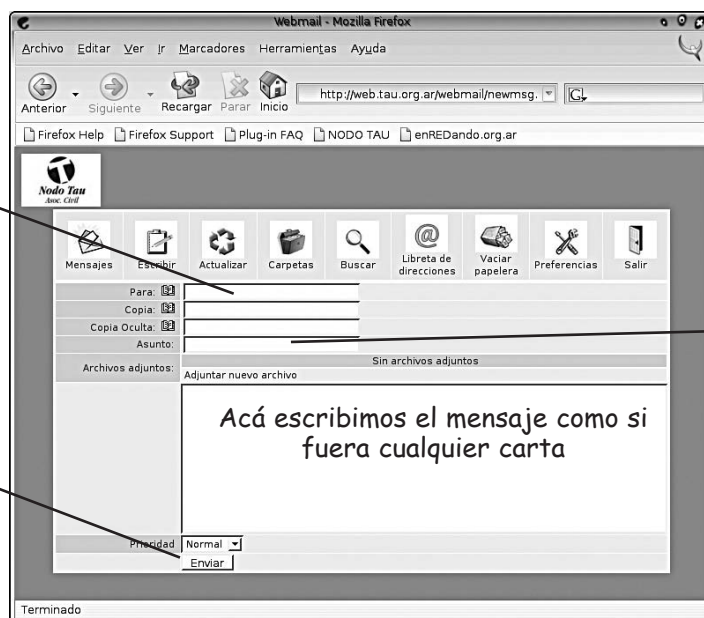 Webmail - Mozilla Firefox
Archivo Editar Ver Ir Marcadores Herramientas Ayuda
Anterior Siguiente Recargar Parar Inicio http://web.tau.org.ar/webmail/newmsg. G
Firefox Help Firefox Support Plug-in FAQ NODO TAU enREDando.org.ar
Nodo Tau
Asoc. Civil
Mensajes Escribir Actualizar Carpetas Buscar Libreta de direcciones Vaciar papelera Preferencias Salir
Para:
Copia:
Copia Oculta:
Asunto:
Archivos adjuntos: Sin archivos adjuntos
Adjuntar nuevo archivo
Acá escribimos el mensaje como si
fuera cualquier carta
Prioridad Normal
Enviar
Terminado